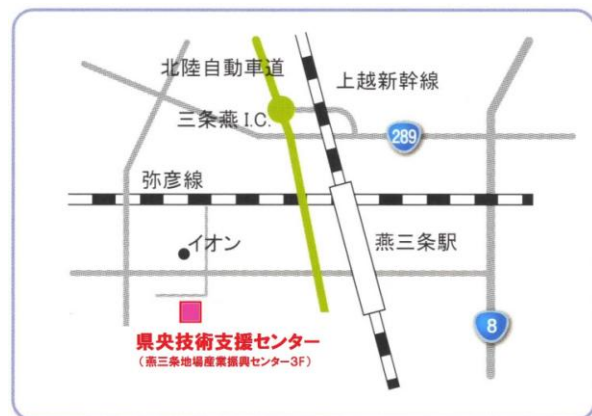 北陸自動車道
上越新幹線
三条燕I.C.
289
弥彦線
イオン
燕三条駅
8
県央技術支援センター
(燕三条地場産業振興センター3F)